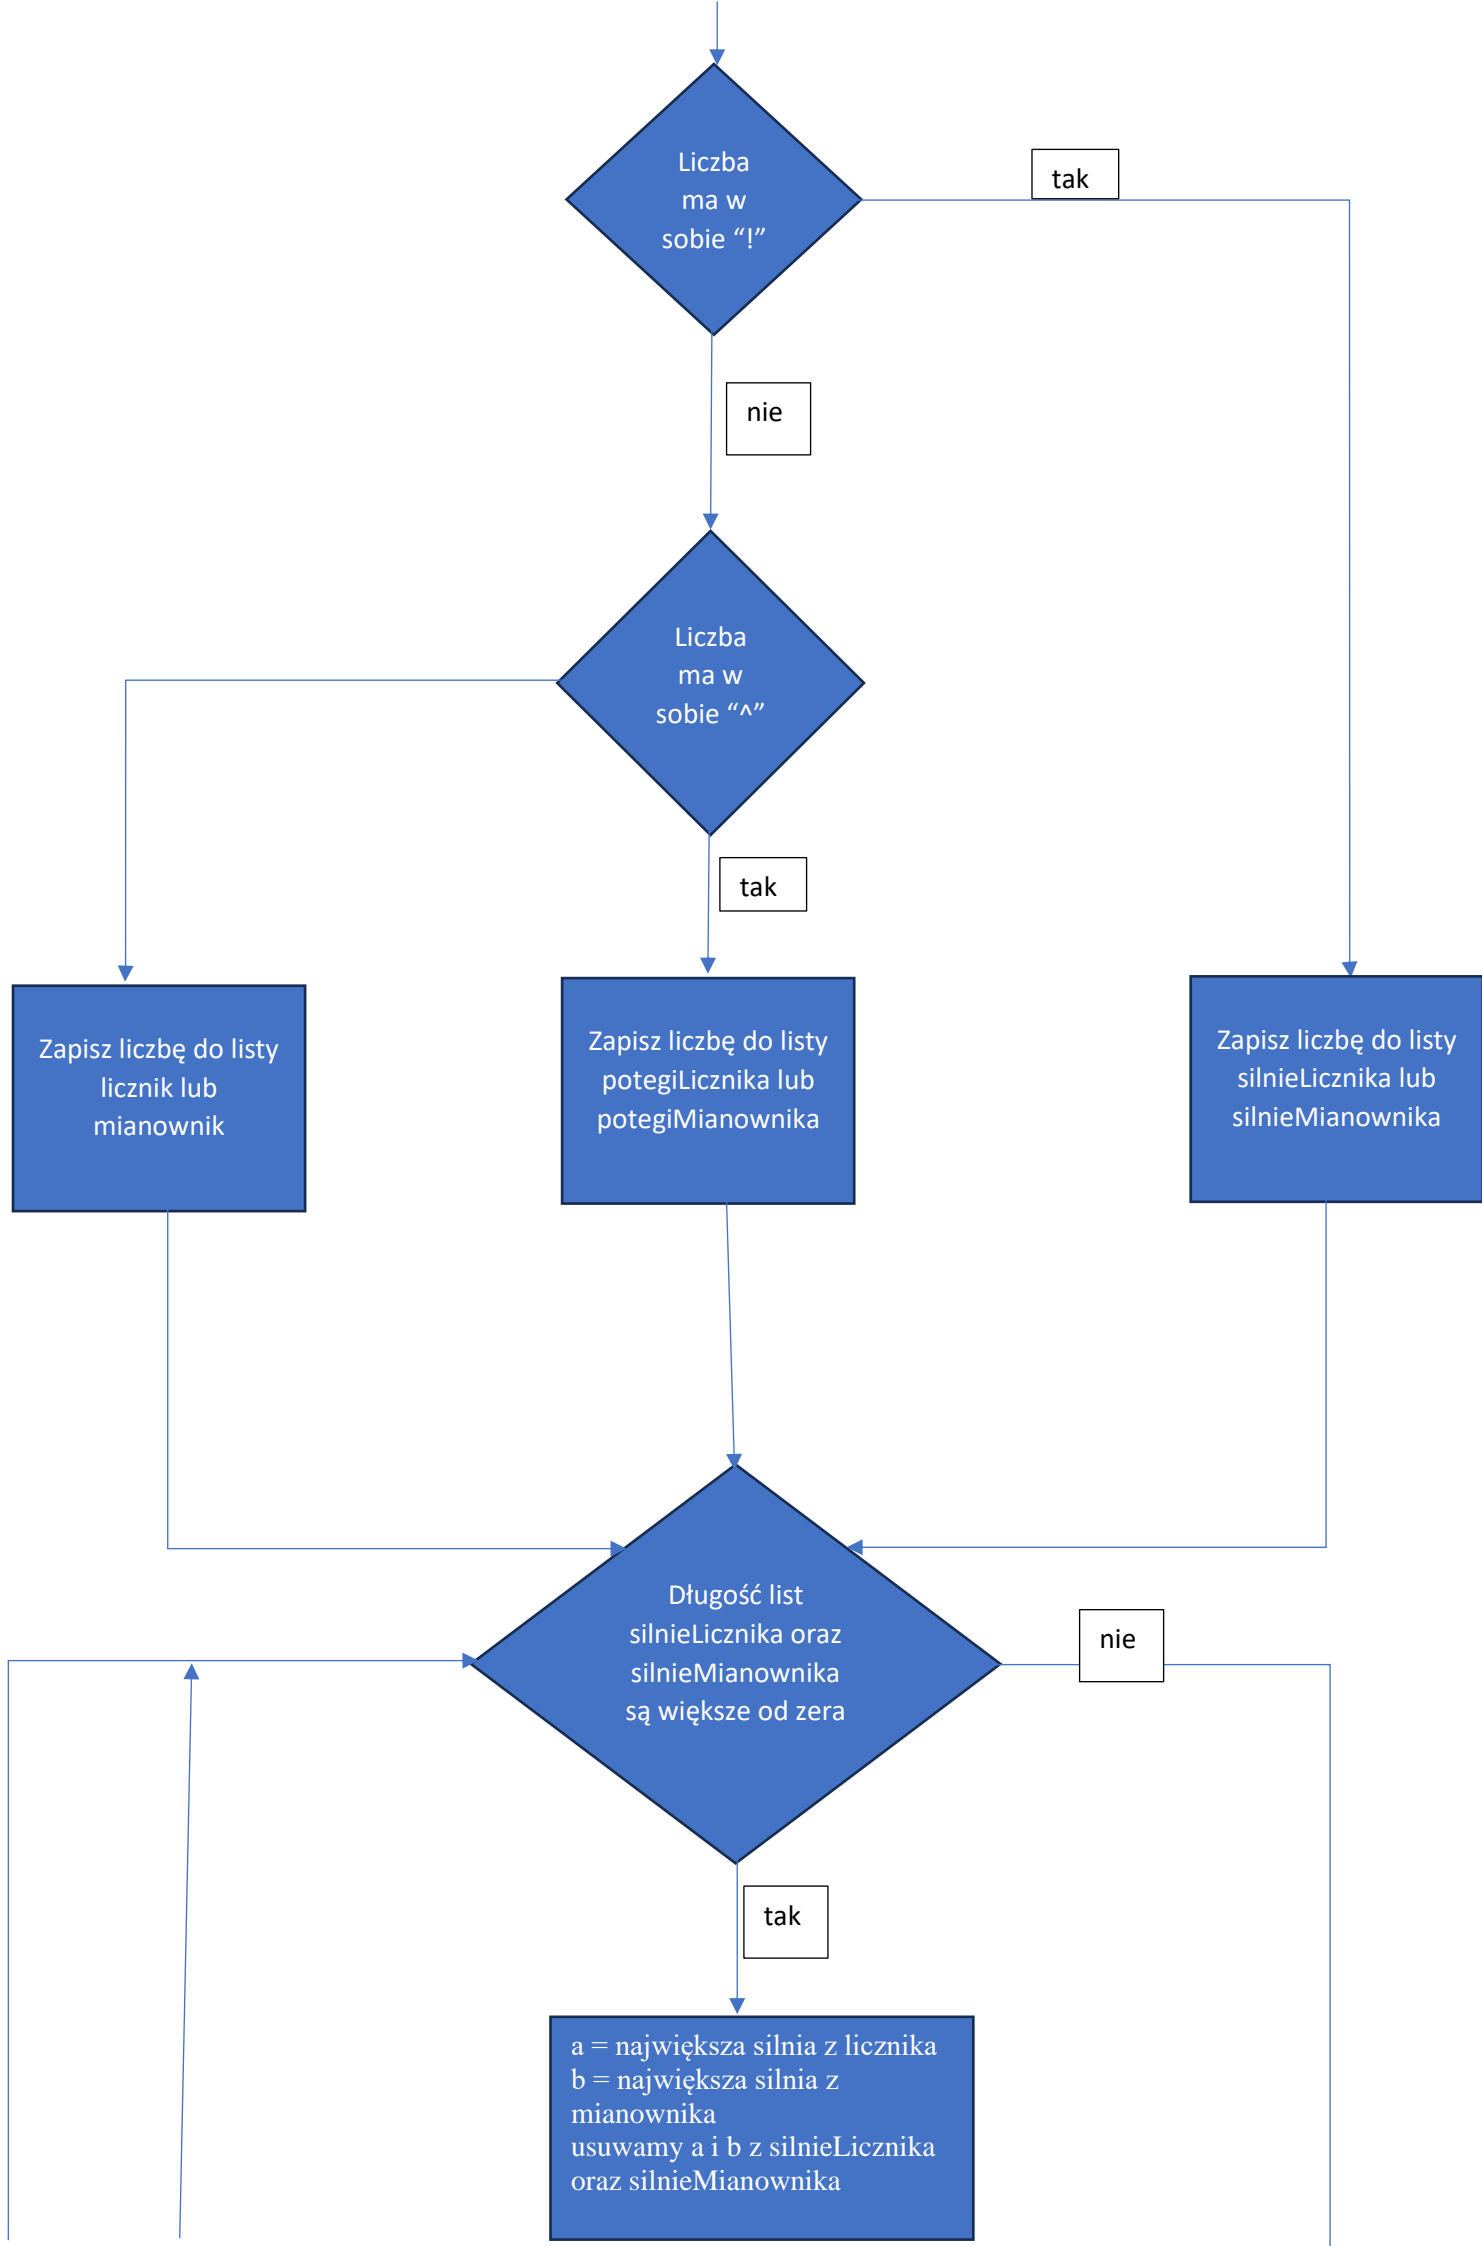 Liczba
ma w
sobie “!”
tak
nie
Liczba
ma w
sobie “^”
tak
Zapisz liczbę do listy
licznik lub
mianownik
Zapisz liczbę do listy
potegiLicznika lub
potegiMianownika
Zapisz liczbę do listy
silnieLicznika lub
silnieMianownika
Długość list
silnieLicznika oraz
silnieMianownika
są większe od zera
nie
tak
a = największa silnia z licznika
b = największa silnia z
mianownika
usuwamy a i b z silnieLicznika
oraz silnieMianownika